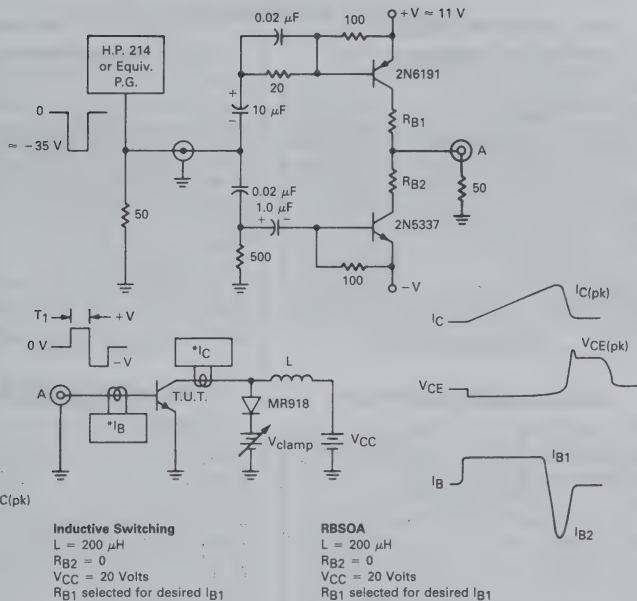 0.02 μF
100
+V ≈ 11 V
H.P. 214
or Equiv.
P.G.
2N6191
20
0
+
10 μF
−
RB1
≈ −35 V
A
RB2
50
0.02 μF
1.0 μF
+ −
2N5337
50
500
100
−V
IC(pk)
IC
T1
+V
0 V
−V
*IC
L
VCE(pk)
VCE
A
T.U.T.
MR918
*IB
Vclamp
VCC
IB1
IB
IB2
C(pk)
Inductive Switching
L = 200 μH
RB2 = 0
VCC = 20 Volts
RB1 selected for desired IB1
RBSOA
L = 200 μH
RB2 = 0
VCC = 20 Volts
RB1 selected for desired IB1